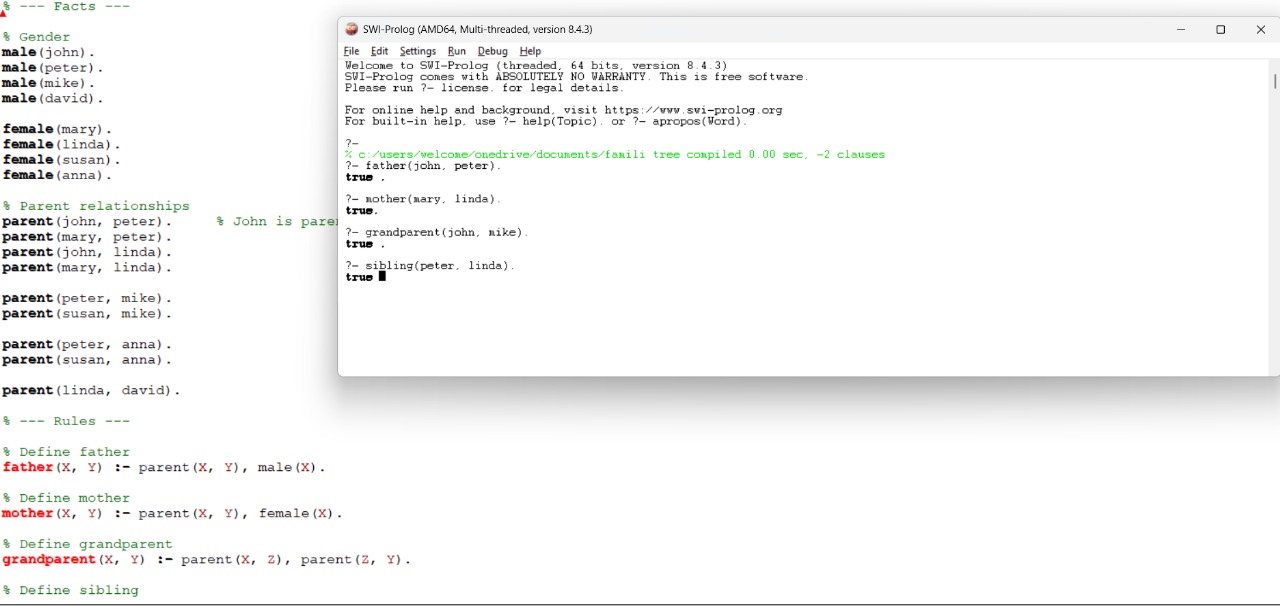 % --- Facts ---
% Gender
male(john).
male(peter).
male(mike).
male(david).
female(mary).
female(linda).
female(susan).
female(anna).
% Parent relationships
parent(john, peter).     % John is pare
parent(mary, peter).
parent(john, linda).
parent(mary, linda).
parent(peter, mike).
parent(susan, mike).
parent(peter, anna).
parent(susan, anna).
parent(linda, david).
% --- Rules ---
% Define father
father(X, Y) :- parent(X, Y), male(X).
% Define mother
mother(X, Y) :- parent(X, Y), female(X).
% Define grandparent
grandparent(X, Y) :- parent(X, Z), parent(Z, Y).
% Define sibling
SWI-Prolog (AMD64, Multi-threaded, version 8.4.3)
File Edit Settings Run Debug Help
Welcome to SWI-Prolog (threaded, 64 bits, version 8.4.3)
SWI-Prolog comes with ABSOLUTELY NO WARRANTY. This is free software.
Please run ?- license. for legal details.
For online help and background, visit https://www.swi-prolog.org
For built-in help, use ?- help(Topic). or ?- apropos(Word).
?-
% c:/users/welcome/onedrive/documents/famili tree compiled 0.00 sec, -2 clauses
?- father(john, peter).
true .
?- mother(mary, linda).
true.
?- grandparent(john, mike).
true .
?- sibling(peter, linda).
true